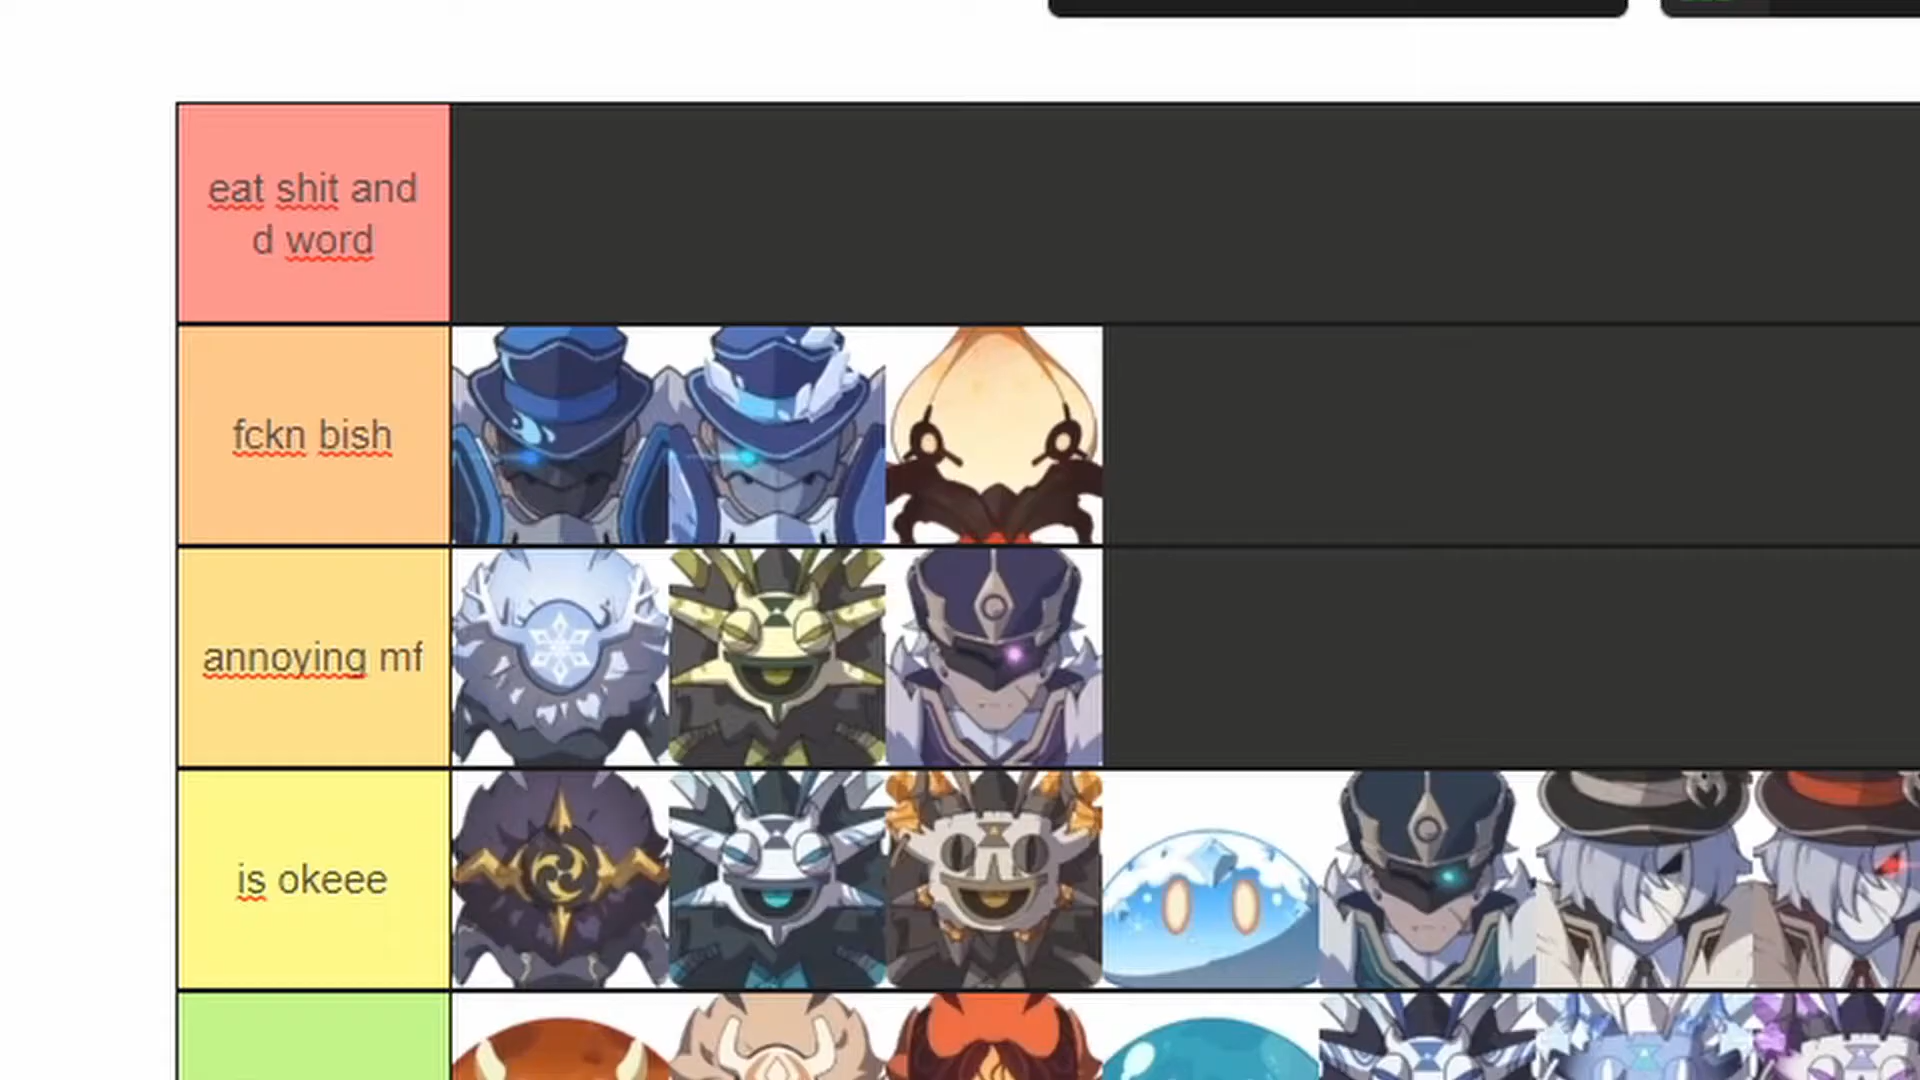 eat shit and
d word
fckn bish
annoying mf
is okeee